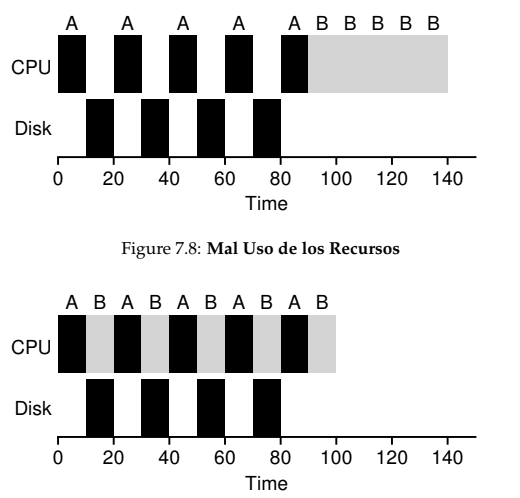 A A A A A B B B B B
CPU
Disk
0 20 40 60 80 100 120 140
Time
Figure 7.8: Mal Uso de los Recursos
A B A B A B A B A B
CPU
Disk
0 20 40 60 80 100 120 140
Time